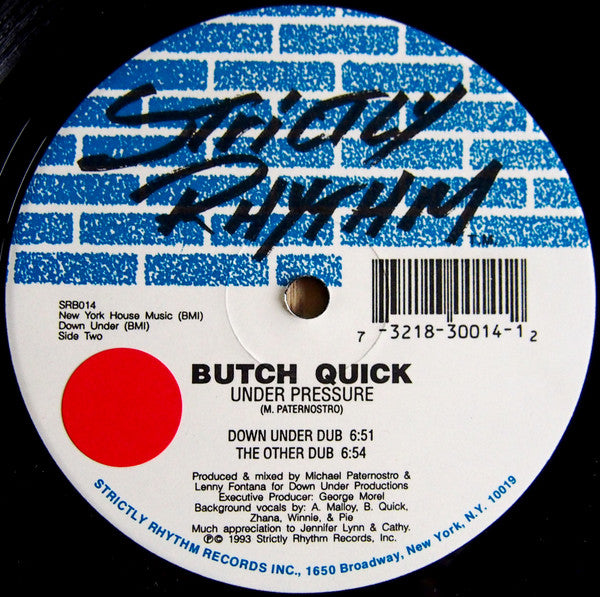 STRICTLY
RHYTHM
TM
SRB014
New York House Music (BMI)
Down Under (BMI)
Side Two
7 -3218-30014-1 2
BUTCH QUICK
UNDER PRESSURE
(M. PATERNOSTRO)
DOWN UNDER DUB 6:51
THE OTHER DUB 6:54
Produced & mixed by Michael Paternostro &
Lenny Fontana for Down Under Productions
Executive Producer: George Morel
Background vocals by: A. Malloy, B. Quick,
Zhana, Winnie, & Pie
Much appreciation to Jennifer Lynn & Cathy.
℗© 1993 Strictly Rhythm Records, Inc.
STRICTLY RHYTHM RECORDS INC., 1650 Broadway, New York, N.Y. 10019